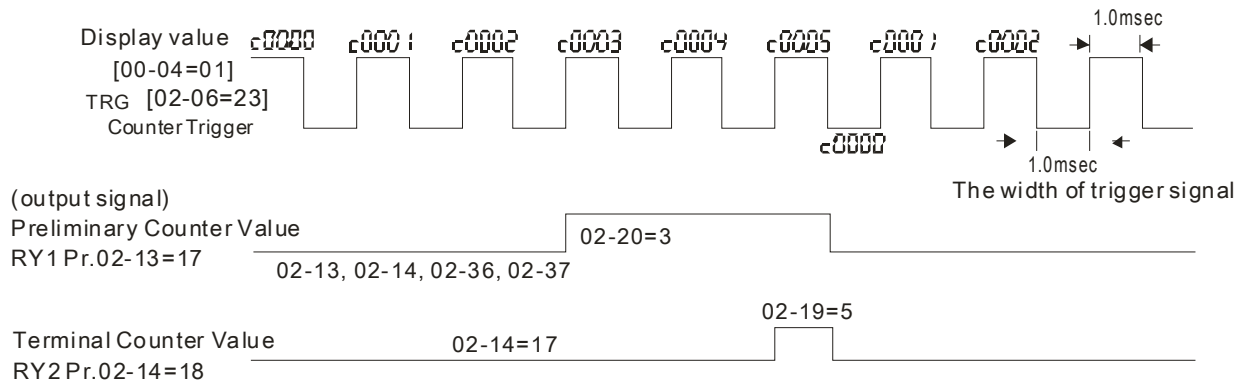 1.0msec
Display value c0000 c0001 c0002 c0003 c0004 c0005 c0001 c0002
[00-04=01]
TRG [02-06=23]
Counter Trigger
c0000
1.0msec
The width of trigger signal
(output signal)
Preliminary Counter Value
02-20=3
RY1 Pr.02-13=17
02-13, 02-14, 02-36, 02-37
02-19=5
Terminal Counter Value
02-14=17
RY2 Pr.02-14=18